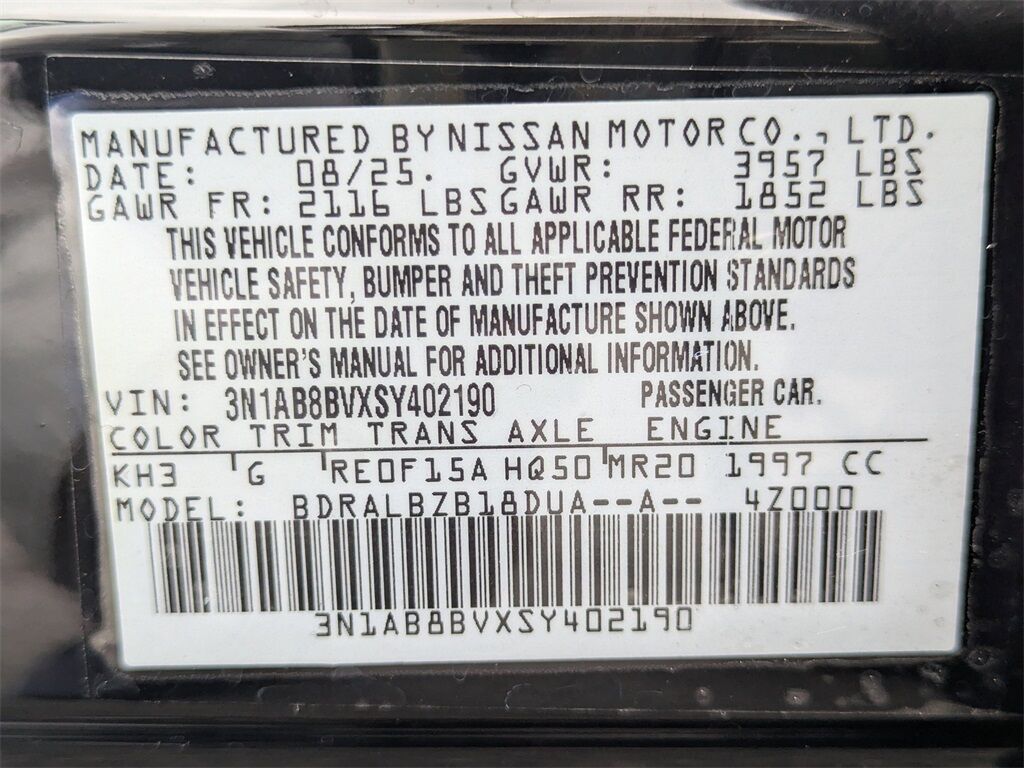 MANUFACTURED BY NISSAN MOTOR CO., LTD.
DATE: 08/25. GVWR: 3957 LBS
GAWR FR: 2116 LBS GAWR RR: 1852 LBS
THIS VEHICLE CONFORMS TO ALL APPLICABLE FEDERAL MOTOR
VEHICLE SAFETY, BUMPER AND THEFT PREVENTION STANDARDS
IN EFFECT ON THE DATE OF MANUFACTURE SHOWN ABOVE.
SEE OWNER'S MANUAL FOR ADDITIONAL INFORMATION.
VIN: 3N1AB8BVXSY402190 PASSENGER CAR.
COLOR TRIM TRANS AXLE ENGINE
KH3 G RE0F15A HQ50 MR20 1997 CC
MODEL: BDRALBZB18DUA--A-- 4Z000
3N1AB8BVXSY402190